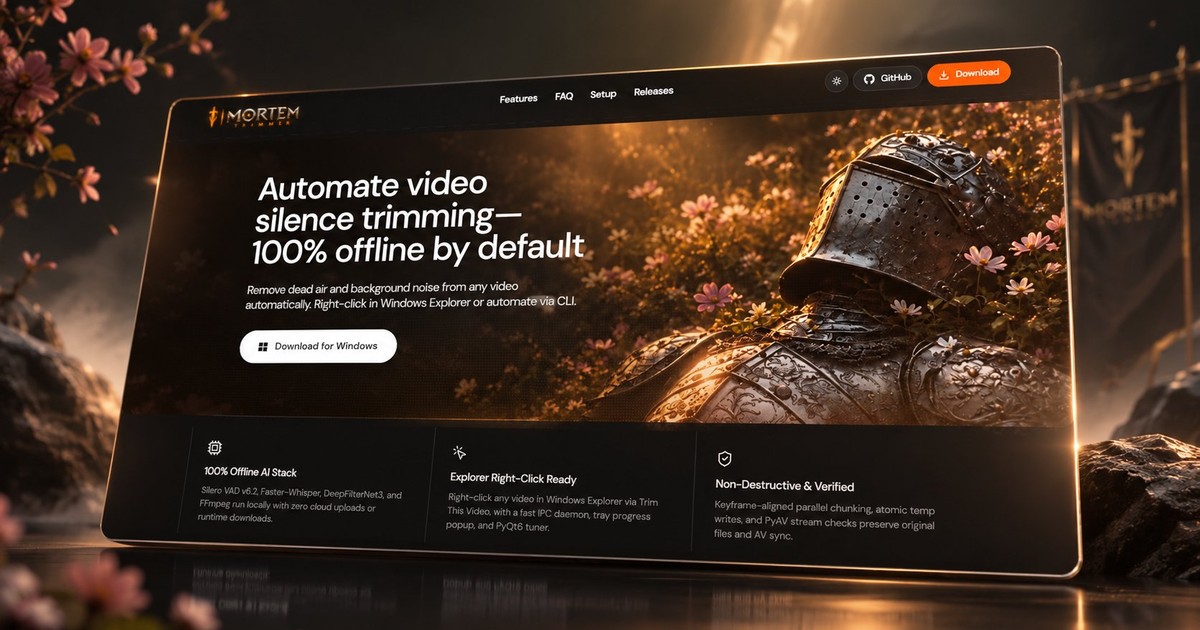 MORTEM
TRIMMER
Features
FAQ
Setup
Releases
GitHub
Download
Automate video
silence trimming—
100% offline by default
Remove dead air and background noise from any video
automatically. Right-click in Windows Explorer or automate via CLI.
Download for Windows
100% Offline AI Stack
Silero VAD v6.2, Faster-Whisper, DeepFilterNet3, and
FFmpeg run locally with zero cloud uploads or
runtime downloads.
Explorer Right-Click Ready
Right-click any video in Windows Explorer via Trim
This Video, with a fast IPC daemon, tray progress
popup, and PyQt6 tuner.
Non-Destructive & Verified
Keyframe-aligned parallel chunking, atomic temp
writes, and PyAV stream checks preserve original
files and AV sync.
MORTEM